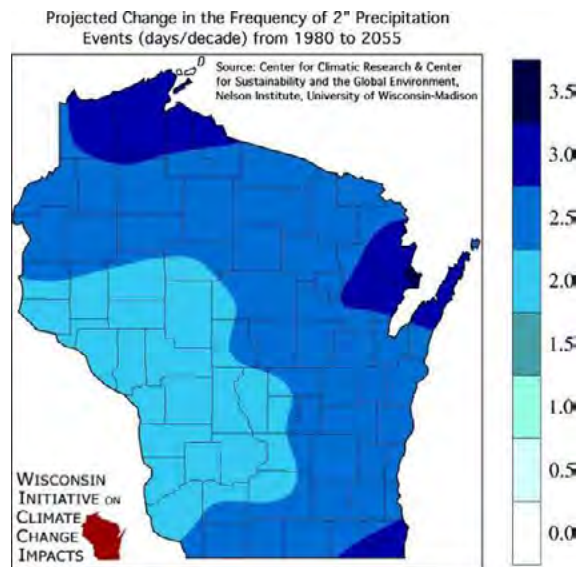 Projected Change in the Frequency of 2" Precipitation
Events (days/decade) from 1980 to 2055
Source: Center for Climatic Research & Center
for Sustainability and the Global Environment,
Nelson Institute, University of Wisconsin-Madison
3.5
3.0
2.5
2.0
1.5
1.0
0.5
0.0
WISCONSIN
INITIATIVE ON
CLIMATE
CHANGE
IMPACTS